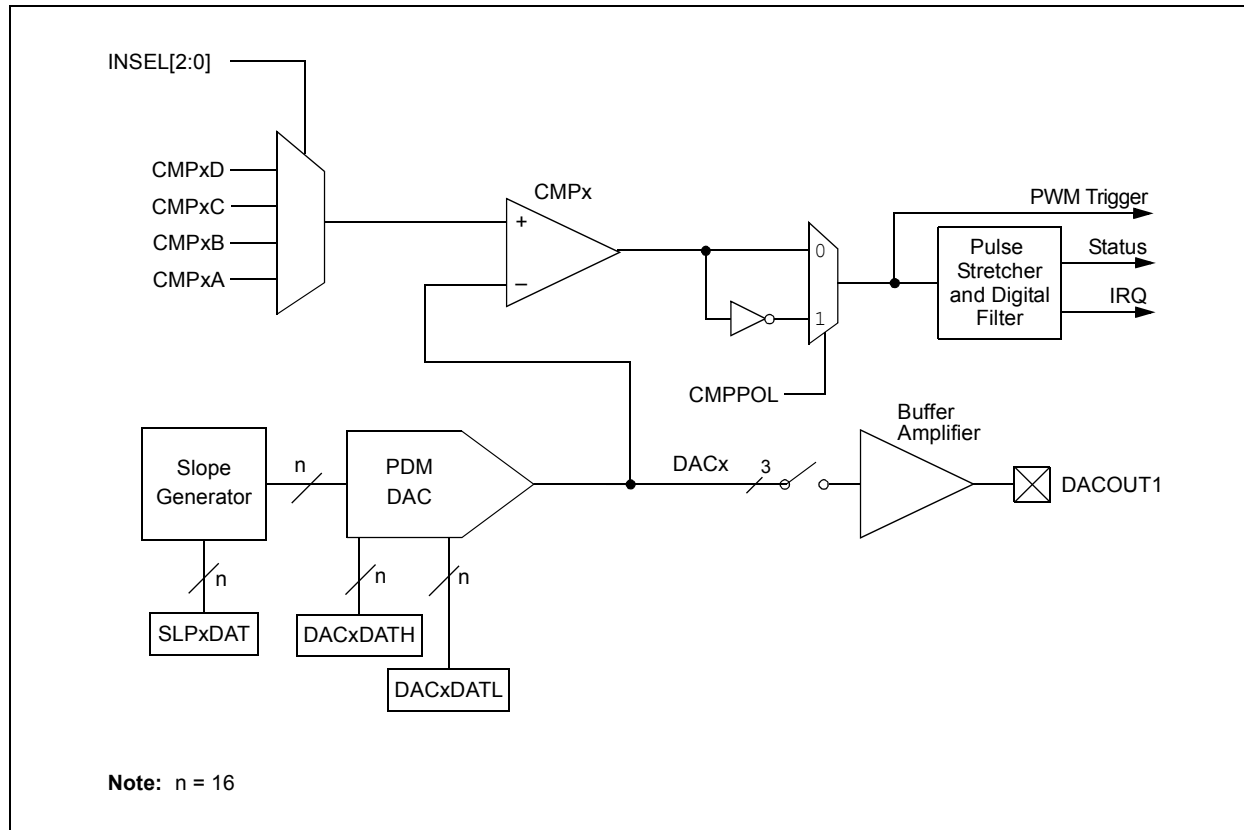 INSEL[2:0]
CMPxD
CMPxC
CMPxB
CMPxA
CMPx
+
–
0
1
CMPPOL
PWM Trigger
Pulse
Stretcher
and Digital
Filter
Status
IRQ
Slope
Generator
n
PDM
DAC
DACx
3
Buffer
Amplifier
DACOUT1
n
n
n
SLPxDAT
DACxDATH
DACxDATL
Note: n = 16